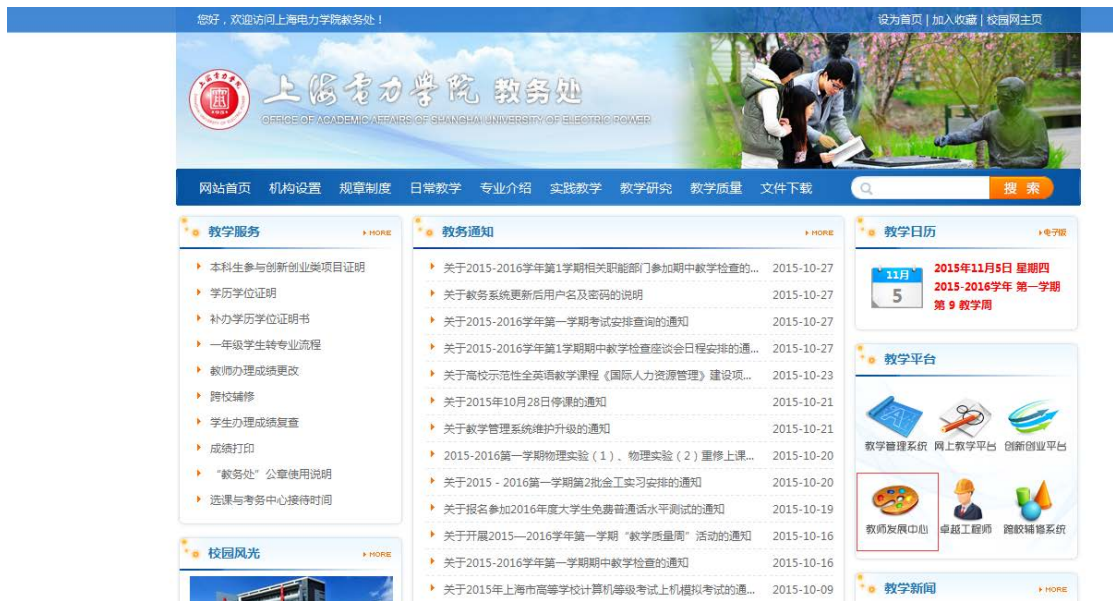 您好，欢迎访问上海电力学院教务处！
设为首页 | 加入收藏 | 校园网主页
上海电力学院 教务处
OFFICE OF ACADEMIC AFFAIRS OF SHANGHAI UNIVERSITY OF ELECTRIC POWER
网站首页 机构设置 规章制度 日常教学 专业介绍 实践教学 教学研究 教学质量 文件下载
搜 索
教学服务 MORE
本科生参与创新创业类项目证明
学历学位证明
补办学历学位证明书
一年级学生转专业流程
教师办理成绩更改
跨校辅修
学生办理成绩复查
成绩打印
“教务处”公章使用说明
选课与考务中心接待时间
校园风光 MORE
教务通知 MORE
关于2015-2016学年第1学期相关职能部门参加期中教学检查的... 2015-10-27
关于教务系统更新后用户名及密码的说明 2015-10-27
关于2015-2016学年第一学期考试安排查询的通知 2015-10-27
关于2015-2016学年第1学期期中教学检查座谈会日程安排的通... 2015-10-27
关于高校示范性全英语教学课程《国际人力资源管理》建设项... 2015-10-23
关于2015年10月28日停课的通知 2015-10-21
关于教学管理系统维护升级的通知 2015-10-21
2015-2016第一学期物理实验（1）、物理实验（2）重修上课... 2015-10-20
关于2015 - 2016第一学期第2批金工实习安排的通知 2015-10-20
关于报名参加2016年度大学生免费普通话水平测试的通知 2015-10-19
关于开展2015—2016学年第一学期“教学质量周”活动的通知 2015-10-16
关于2015-2016学年第一学期期中教学检查的通知 2015-10-16
关于2015年上海市高等学校计算机等级考试上机模拟考试的通... 2015-10-09
教学日历 电子版
11月
5
2015年11月5日 星期四
2015-2016学年 第一学期
第 9 教学周
教学平台
教学管理系统 网上教学平台 创新创业平台
教师发展中心 卓越工程师 跨校辅修系统
教学新闻 MORE